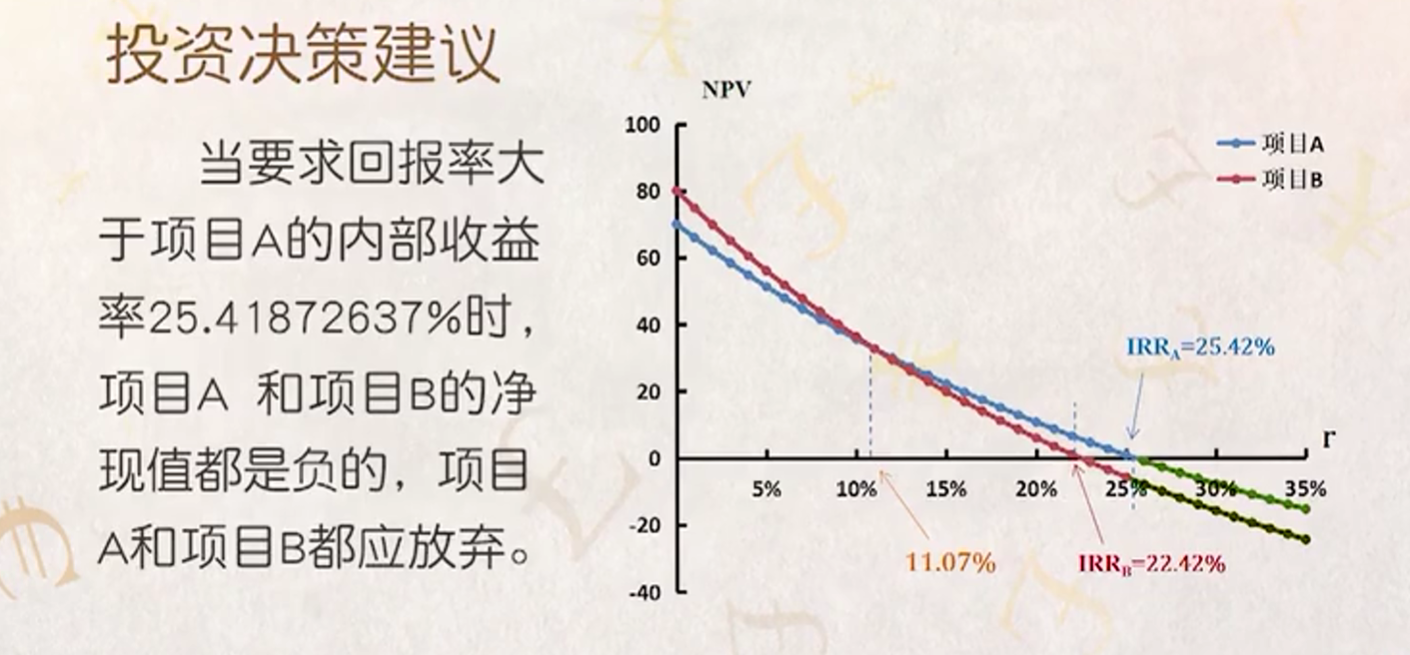 投资决策建议
当要求回报率大
于项目A的内部收益
率25.41872637%时，
项目A 和项目B的净
现值都是负的，项目
A和项目B都应放弃。
NPV
100
80
60
40
20
0
-20
-40
5%
10%
15%
20%
25%
30%
35%
r
项目A
项目B
IRRA=25.42%
11.07%
IRRB=22.42%